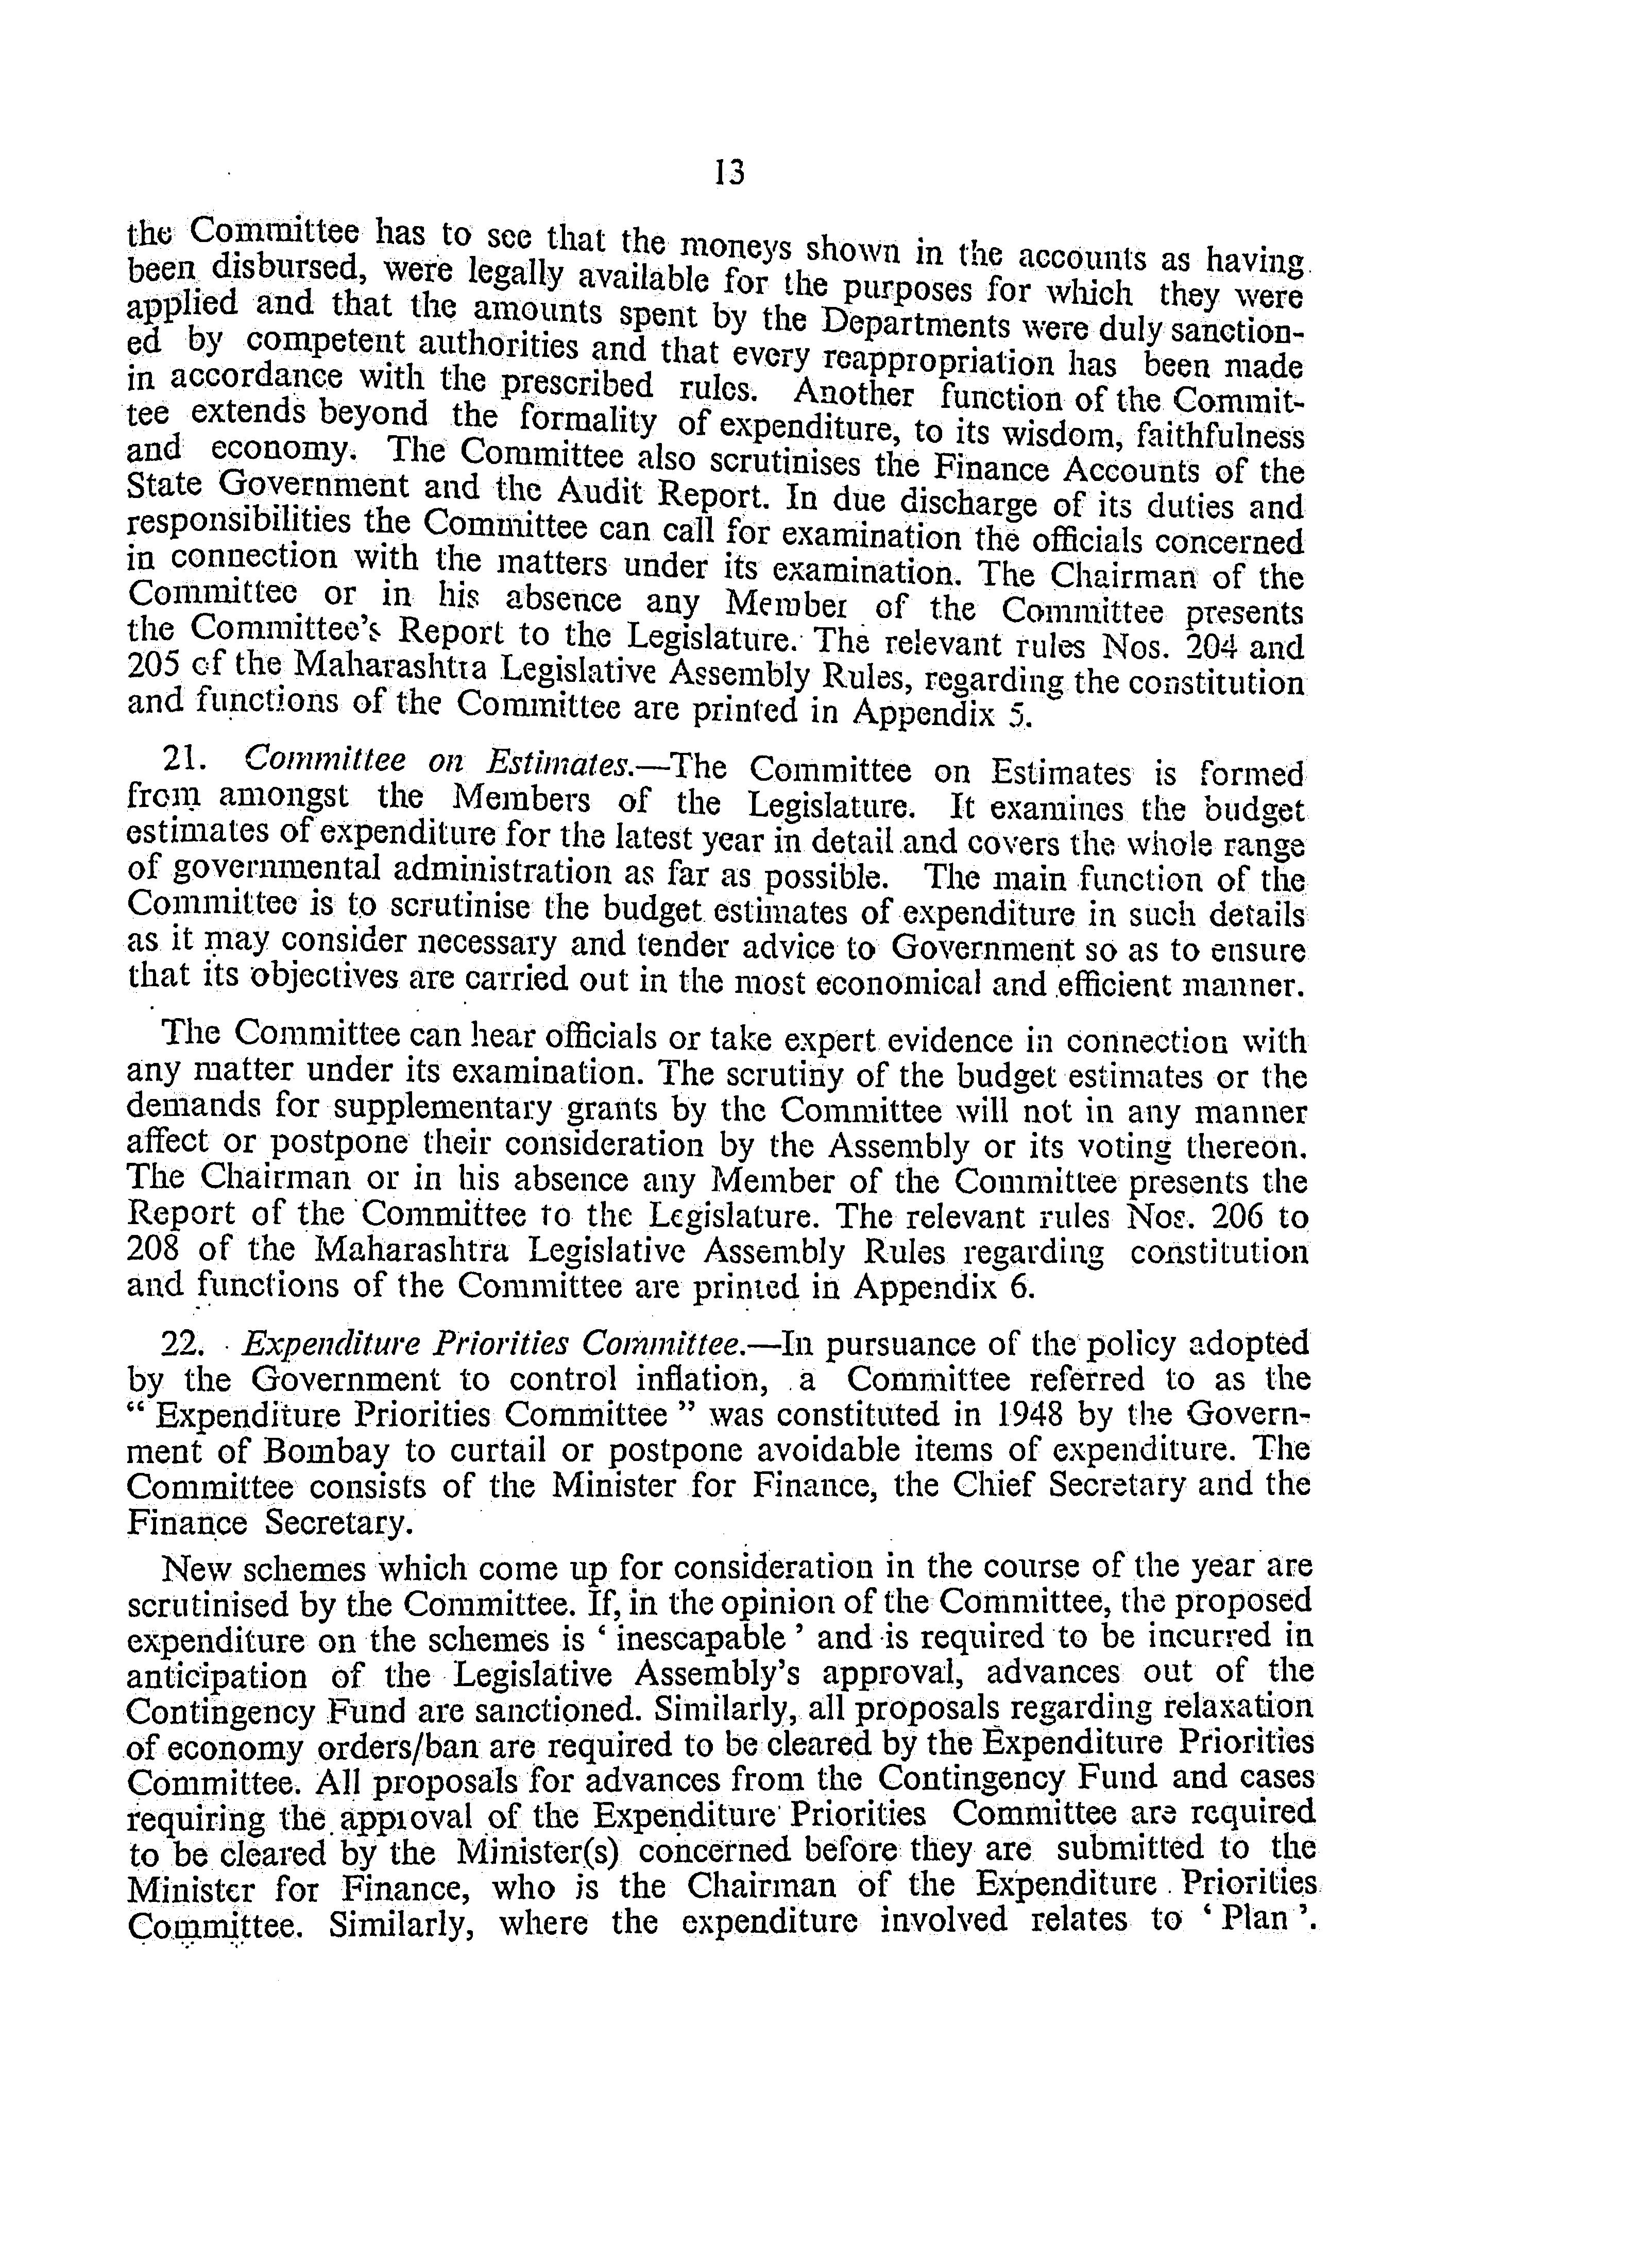 13
the Committee has to see that the moneys shown in the accounts as having
been disbursed, were legally available for the purposes for which they were
applied and that the amounts spent by the Departments were duly sanction-
ed by competent authorities and that every reappropriation has been made
in accordance with the prescribed rules. Another function of the Commit-
tee extends beyond the formality of expenditure, to its wisdom, faithfulness
and economy. The Committee also scrutinises the Finance Accounts of the
State Government and the Audit Report. In due discharge of its duties and
responsibilities the Committee can call for examination the officials concerned
in connection with the matters under its examination. The Chairman of the
Committee or in his absence any Member of the Committee presents
the Committee's Report to the Legislature. The relevant rules Nos. 204 and
205 of the Maharashtra Legislative Assembly Rules, regarding the constitution
and functions of the Committee are printed in Appendix 5.
21. Committee on Estimates.—The Committee on Estimates is formed
from amongst the Members of the Legislature. It examines the budget
estimates of expenditure for the latest year in detail and covers the whole range
of governmental administration as far as possible. The main function of the
Committee is to scrutinise the budget estimates of expenditure in such details
as it may consider necessary and tender advice to Government so as to ensure
that its objectives are carried out in the most economical and efficient manner.
The Committee can hear officials or take expert evidence in connection with
any matter under its examination. The scrutiny of the budget estimates or the
demands for supplementary grants by the Committee will not in any manner
affect or postpone their consideration by the Assembly or its voting thereon.
The Chairman or in his absence any Member of the Committee presents the
Report of the Committee to the Legislature. The relevant rules Nos. 206 to
208 of the Maharashtra Legislative Assembly Rules regarding constitution
and functions of the Committee are printed in Appendix 6.
22. Expenditure Priorities Committee.—In pursuance of the policy adopted
by the Government to control inflation, a Committee referred to as the
" Expenditure Priorities Committee " was constituted in 1948 by the Govern-
ment of Bombay to curtail or postpone avoidable items of expenditure. The
Committee consists of the Minister for Finance, the Chief Secretary and the
Finance Secretary.
New schemes which come up for consideration in the course of the year are
scrutinised by the Committee. If, in the opinion of the Committee, the proposed
expenditure on the schemes is ' inescapable ' and is required to be incurred in
anticipation of the Legislative Assembly's approval, advances out of the
Contingency Fund are sanctioned. Similarly, all proposals regarding relaxation
of economy orders/ban are required to be cleared by the Expenditure Priorities
Committee. All proposals for advances from the Contingency Fund and cases
requiring the approval of the Expenditure Priorities Committee are required
to be cleared by the Minister(s) concerned before they are submitted to the
Minister for Finance, who is the Chairman of the Expenditure Priorities
Committee. Similarly, where the expenditure involved relates to ' Plan '.